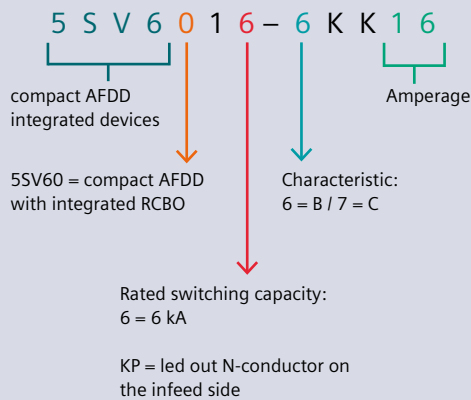 5SV6016–6KK16
compact AFDD
integrated devices
Amperage
5SV60 = compact AFDD
with integrated RCBO
Characteristic:
6 = B / 7 = C
Rated switching capacity:
6 = 6 kA
KP = led out N-conductor on
the infeed side